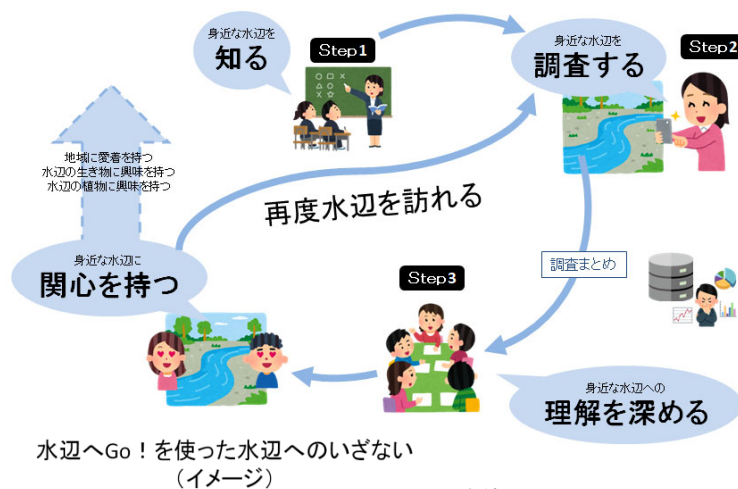 身近な水辺を
知る
Step1
身近な水辺を
調査する
Step2
地域に愛着を持つ
水辺の生き物に興味を持つ
水辺の植物に興味を持つ
再度水辺を訪れる
身近な水辺に
関心を持つ
Step3
調査まとめ
身近な水辺への
理解を深める
水辺へGo！を使った水辺へのいざない
（イメージ）